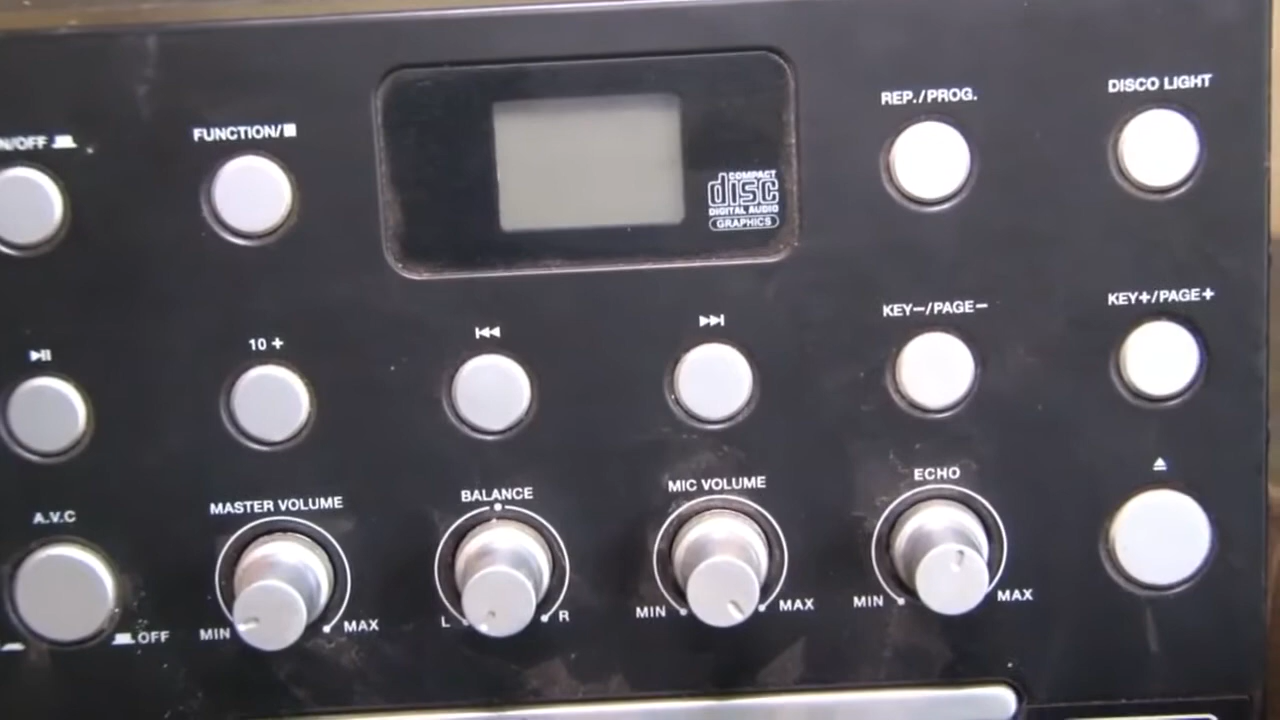 N/OFF
FUNCTION/
COMPACT
disc
DIGITAL AUDIO
GRAPHICS
REP./PROG.
DISCO LIGHT
10 +
KEY−/PAGE−
KEY+/PAGE+
A.V.C
OFF
MASTER VOLUME
MIN
MAX
BALANCE
L
R
MIC VOLUME
MIN
MAX
ECHO
MIN
MAX